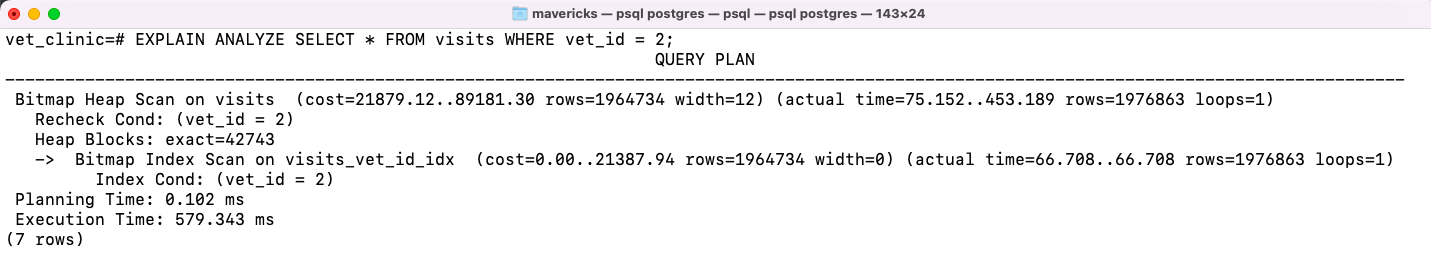 mavericks — psql postgres — psql — psql postgres — 143×24
vet_clinic=# EXPLAIN ANALYZE SELECT * FROM visits WHERE vet_id = 2;
QUERY PLAN
--------------------------------------------------------------------------------------------------------------------------------------------
Bitmap Heap Scan on visits  (cost=21879.12..89181.30 rows=1964734 width=12) (actual time=75.152..453.189 rows=1976863 loops=1)
Recheck Cond: (vet_id = 2)
Heap Blocks: exact=42743
->  Bitmap Index Scan on visits_vet_id_idx  (cost=0.00..21387.94 rows=1964734 width=0) (actual time=66.708..66.708 rows=1976863 loops=1)
Index Cond: (vet_id = 2)
Planning Time: 0.102 ms
Execution Time: 579.343 ms
(7 rows)